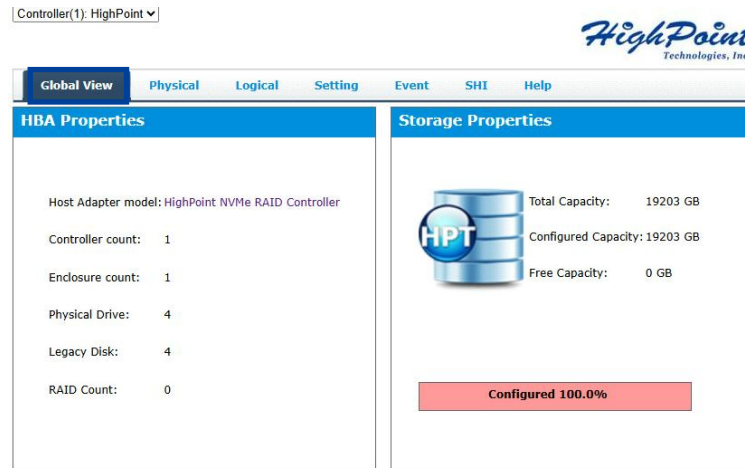 Controller(1): HighPoint
HighPoint
Technologies, Inc
Global View Physical Logical Setting Event SHI Help
HBA Properties
Host Adapter model: HighPoint NVMe RAID Controller
Controller count: 1
Enclosure count: 1
Physical Drive: 4
Legacy Disk: 4
RAID Count: 0
Storage Properties
HPT
Total Capacity: 19203 GB
Configured Capacity: 19203 GB
Free Capacity: 0 GB
Configured 100.0%